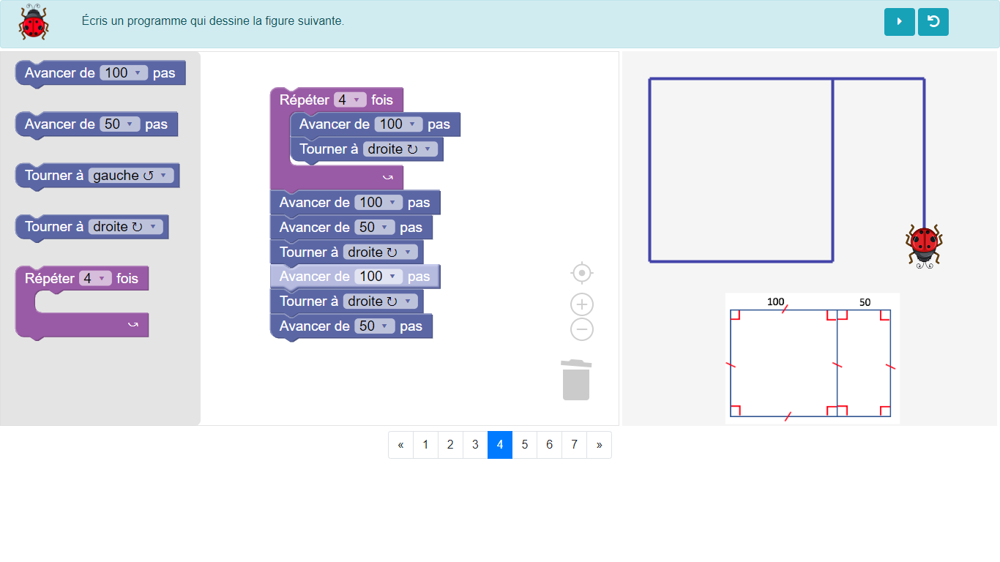 Écris un programme qui dessine la figure suivante.
Avancer de 100 pas
Avancer de 50 pas
Tourner à gauche ↺
Tourner à droite ↻
Répéter 4 fois
Répéter 4 fois
Avancer de 100 pas
Tourner à droite ↻
Avancer de 100 pas
Avancer de 50 pas
Tourner à droite ↻
Avancer de 100 pas
Tourner à droite ↻
Avancer de 50 pas
100 50
« 1 2 3 4 5 6 7 »